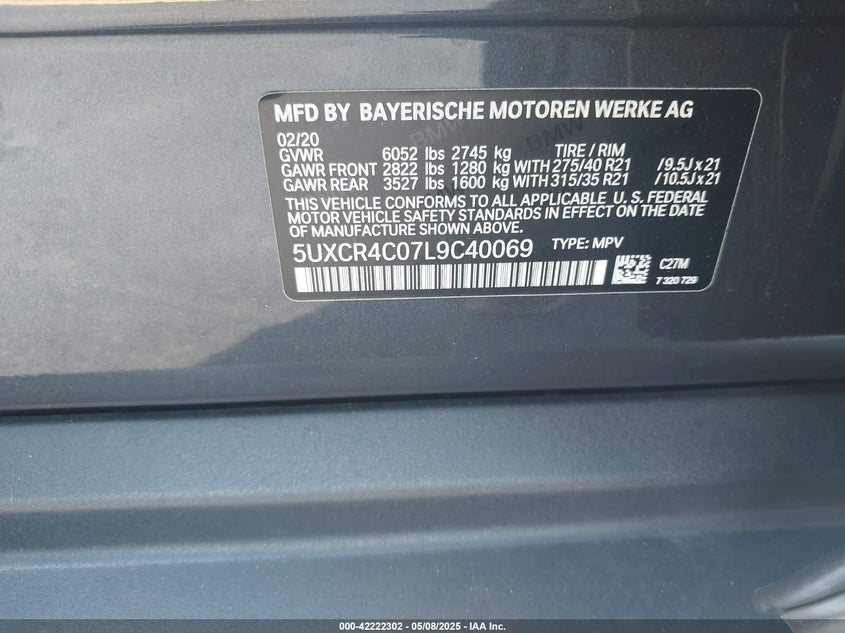 MFD BY BAYERISCHE MOTOREN WERKE AG
02/20
GVWR 6052 lbs 2745 kg TIRE / RIM
GAWR FRONT 2822 lbs 1280 kg WITH 275/40 R21 /9.5J x 21
GAWR REAR 3527 lbs 1600 kg WITH 315/35 R21 /10.5J x 21
THIS VEHICLE CONFORMS TO ALL APPLICABLE U. S. FEDERAL
MOTOR VEHICLE SAFETY STANDARDS IN EFFECT ON THE DATE
OF MANUFACTURE SHOWN ABOVE.
5UXCR4C07L9C40069 TYPE: MPV
C27M
7 320 729
000-42222302 - 05/08/2025 - IAA Inc.